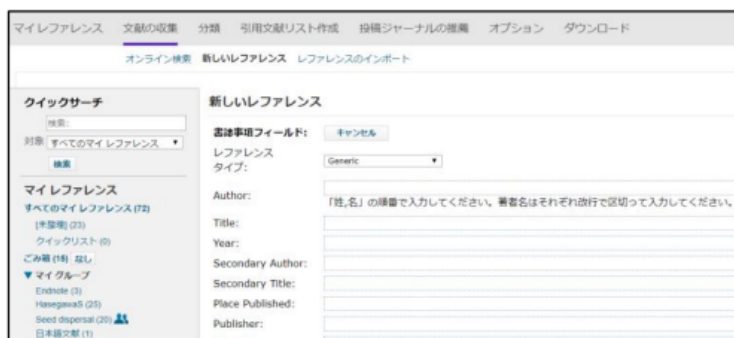 マイレファレンス 文献の収集 分類 引用文献リスト作成 投稿ジャーナルの推薦 オプション ダウンロード
オンライン検索 新しいレファレンス レファレンスのインポート
クイックサーチ
検索:
対象 すべてのマイ レファレンス
検索
マイ レファレンス
すべてのマイ レファレンス (72)
[未整理] (23)
クイックリスト (0)
ごみ箱 (15) なし
マイ グループ
Endnote (3)
HasegawaS (25)
Seed dispersal (20)
日本語文献 (1)
新しいレファレンス
書誌事項フィールド: キャンセル
レファレンス
タイプ: Generic
Author:
「姓,名」の順番で入力してください。著者名はそれぞれ改行で区切って入力してください。
Title:
Year:
Secondary Author:
Secondary Title:
Place Published:
Publisher: